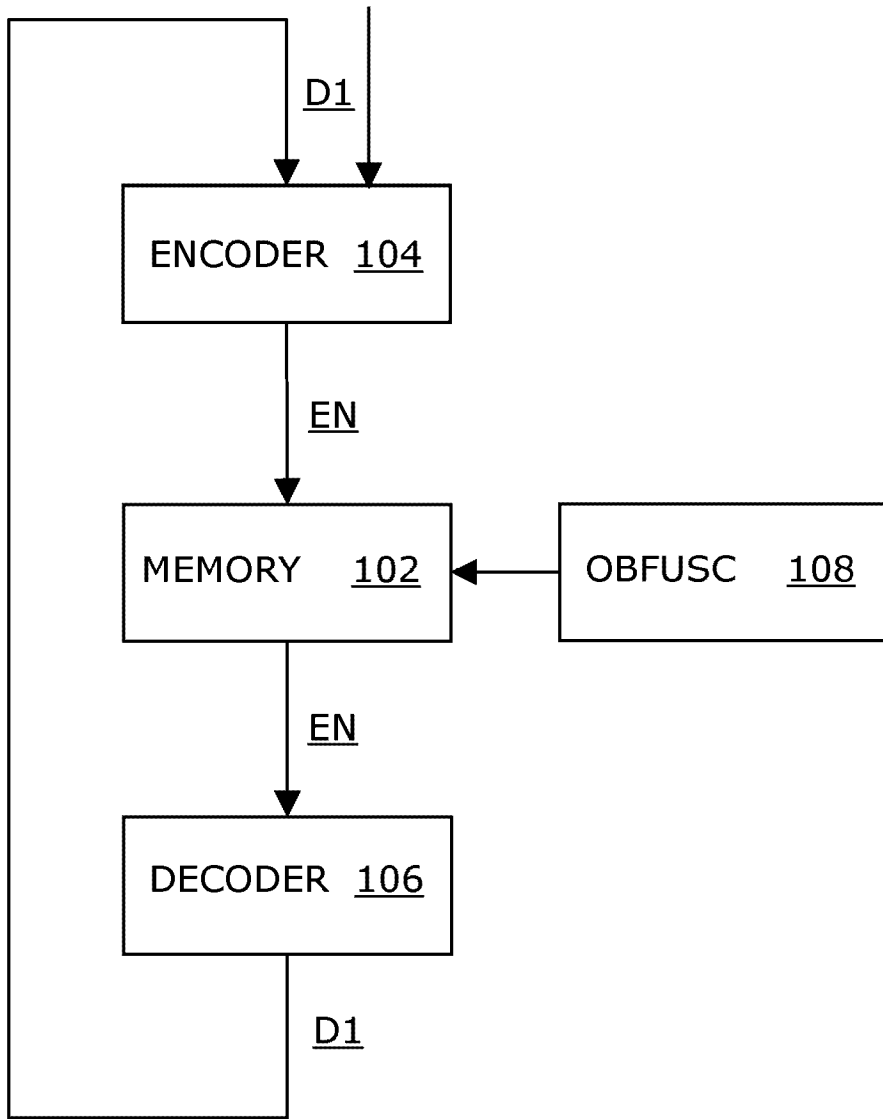 D1
ENCODER 104
EN
MEMORY 102
OBFUSC 108
EN
DECODER 106
D1